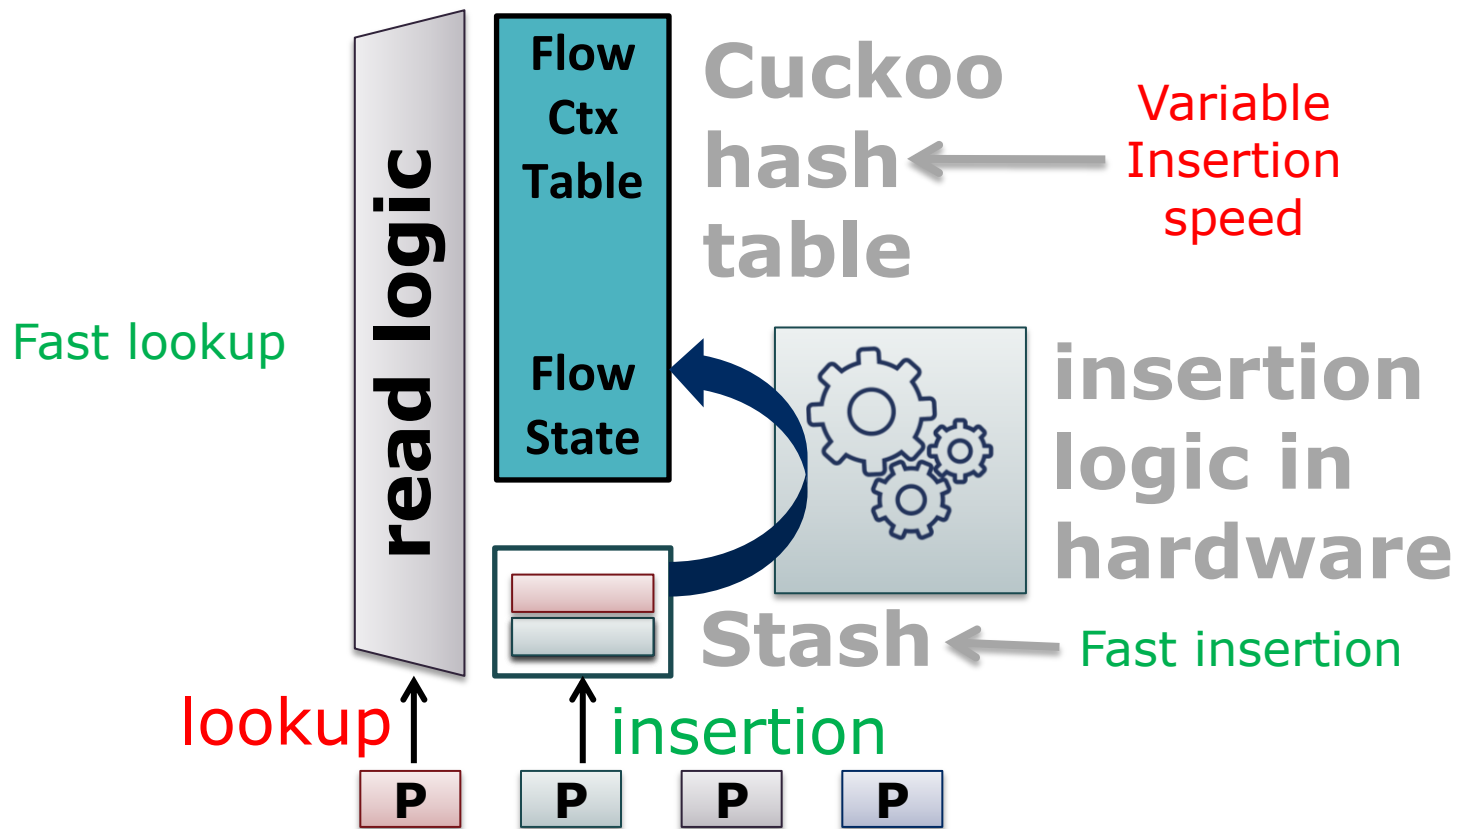 Flow
Ctx
Table
Flow
State
read logic
Cuckoo
hash
table
Variable
Insertion
speed
Fast lookup
insertion
logic in
hardware
Stash
Fast insertion
lookup
insertion
P
P
P
P